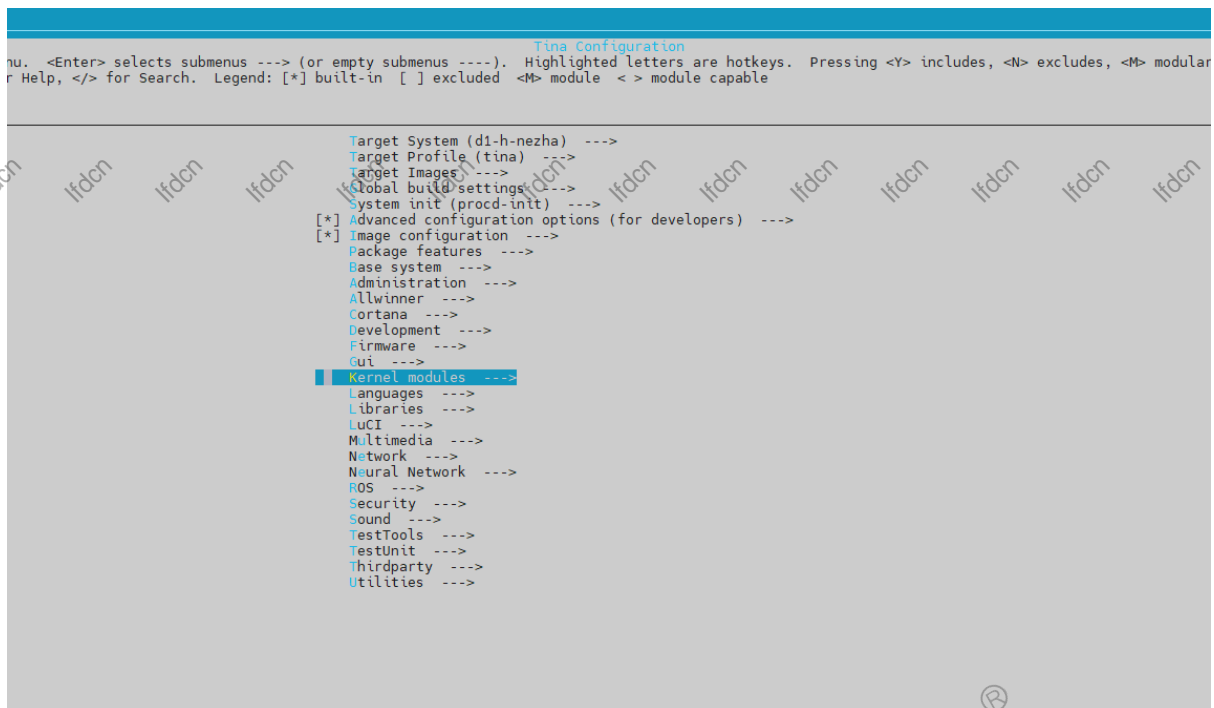 Tina Configuration
nu. <Enter> selects submenus ---> (or empty submenus ----). Highlighted letters are hotkeys. Pressing <Y> includes, <N> excludes, <M> modular
r Help, </> for Search. Legend: [*] built-in [ ] excluded <M> module < > module capable
Target System (d1-h-nezha) --->
Target Profile (tina) --->
Target Images --->
Global build settings --->
System init (procd-init) --->
[*] Advanced configuration options (for developers) --->
[*] Image configuration --->
Package features --->
Base system --->
Administration --->
Allwinner --->
Cortana --->
Development --->
Firmware --->
Gui --->
Kernel modules --->
Languages --->
Libraries --->
LuCI --->
Multimedia --->
Network --->
Neural Network --->
ROS --->
Security --->
Sound --->
TestTools --->
TestUnit --->
Thirdparty --->
Utilities --->
lfdcn lfdcn lfdcn lfdcn lfdcn lfdcn lfdcn lfdcn lfdcn lfdcn lfdcn lfdcn lfdcn
®